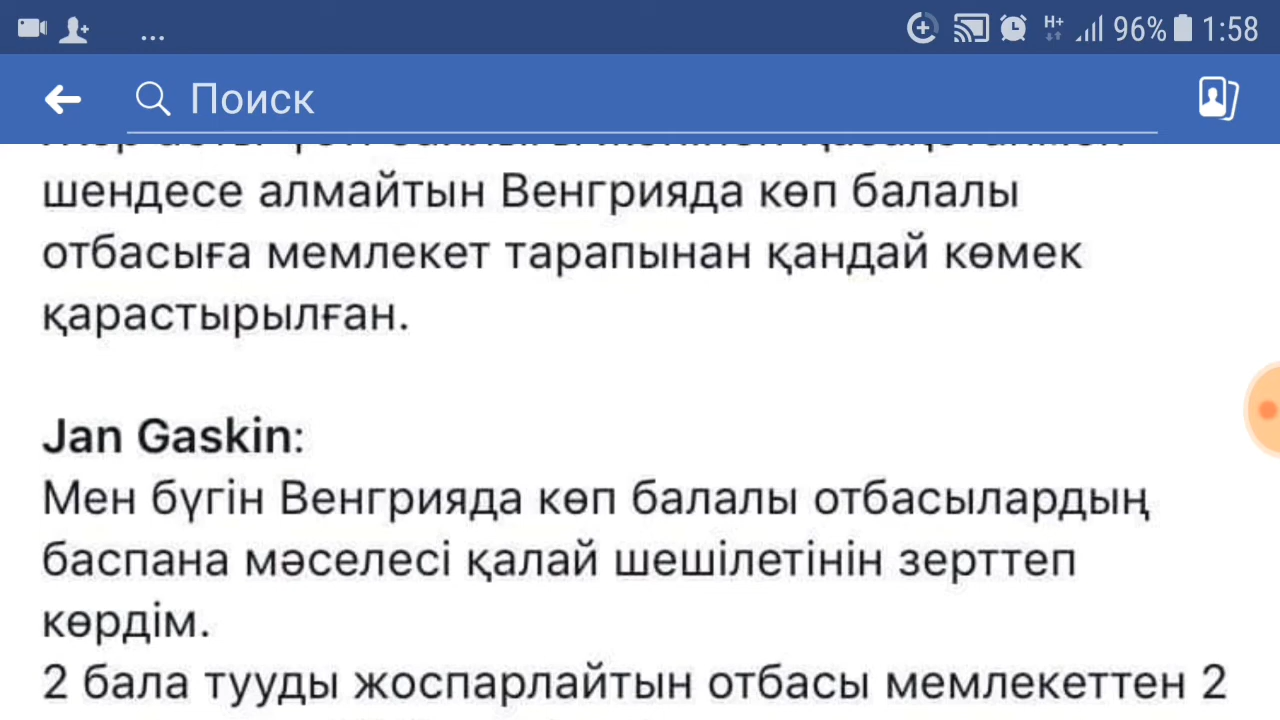 ... H+ 96% 1:58
Поиск
шендесе алмайтын Венгрияда көп балалы
отбасыға мемлекет тарапынан қандай көмек
қарастырылған.
Jan Gaskin:
Мен бүгін Венгрияда көп балалы отбасылардың
баспана мәселесі қалай шешілетінін зерттеп
көрдім.
2 бала тууды жоспарлайтын отбасы мемлекеттен 2